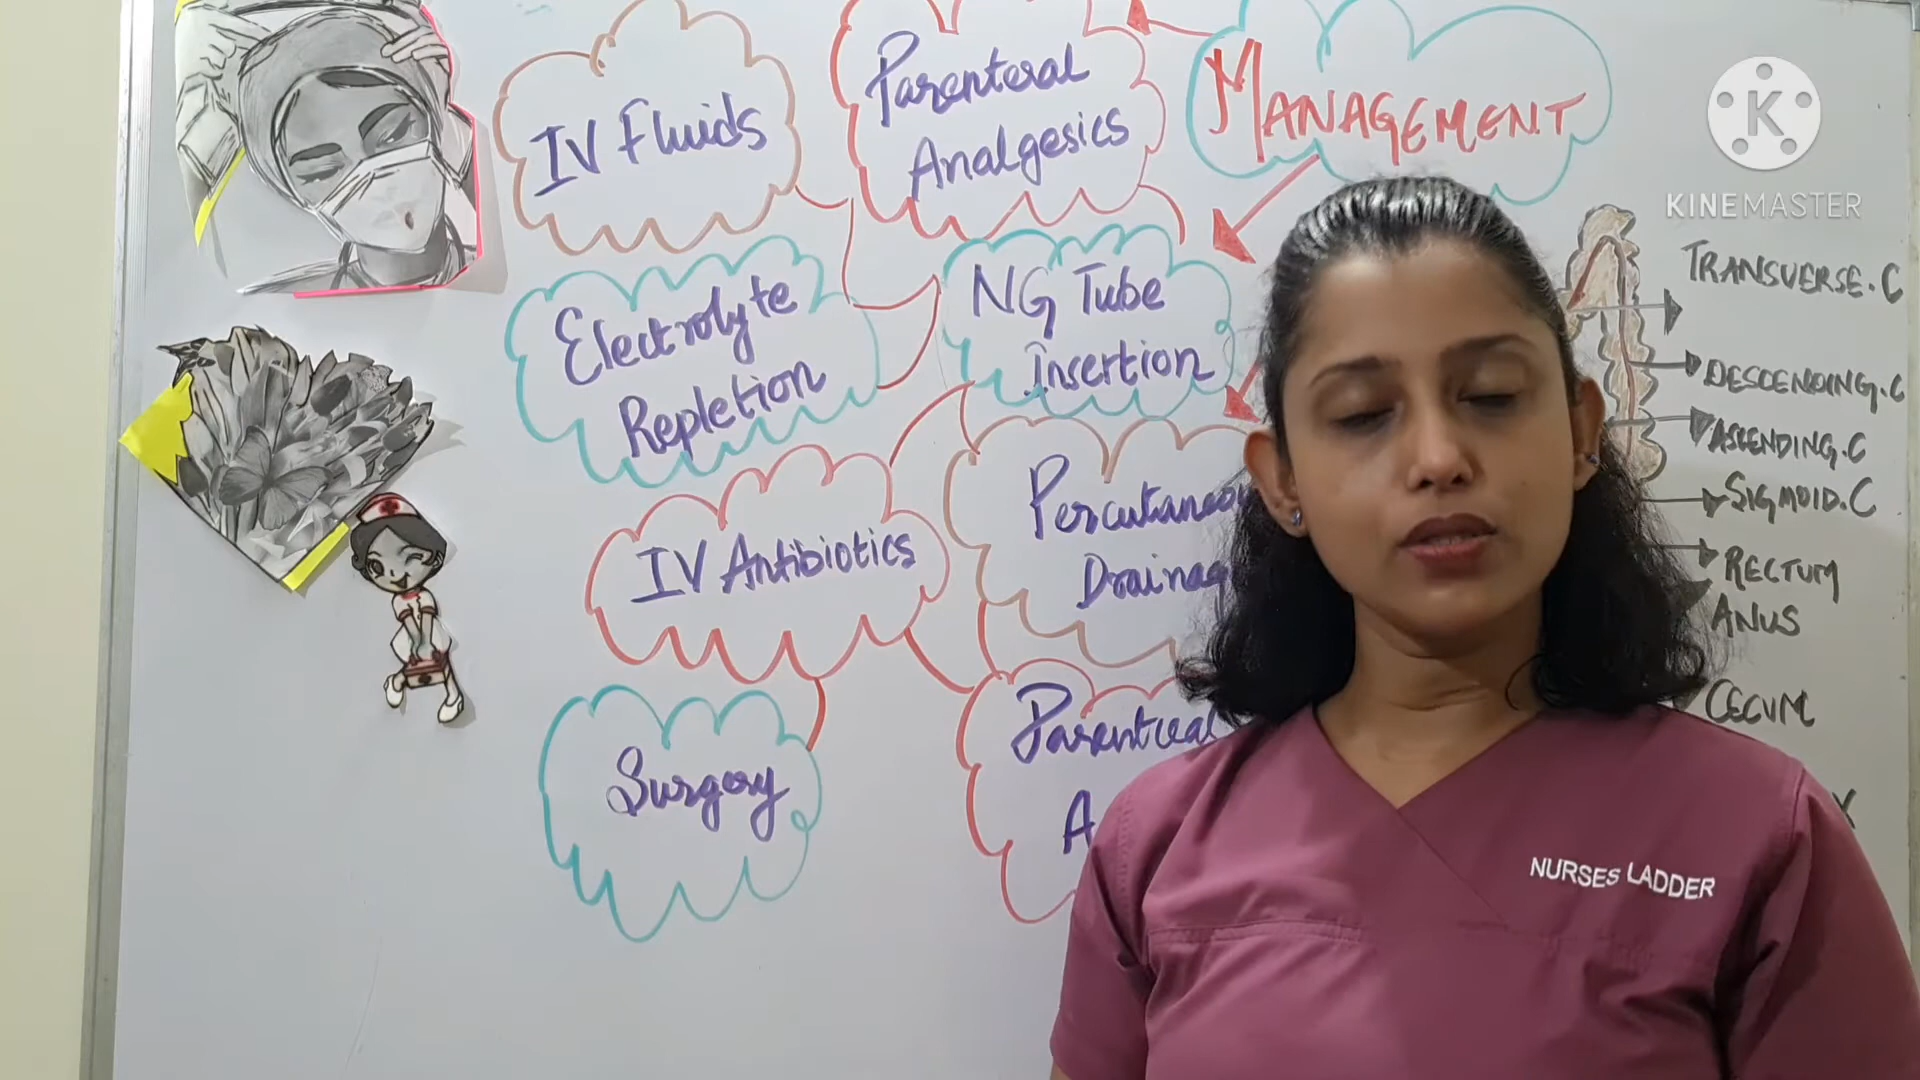 IV Fluids
Parenteral
Analgesics
MANAGEMENT
K
KINEMASTER
Electrolyte
Repletion
NG Tube
Insertion
IV Antibiotics
Surgery
TRANSVERSE.C
DESCENDING.C
ASCENDING.C
SIGMOID.C
RECTUM
ANUS
CECUM
NURSES LADDER